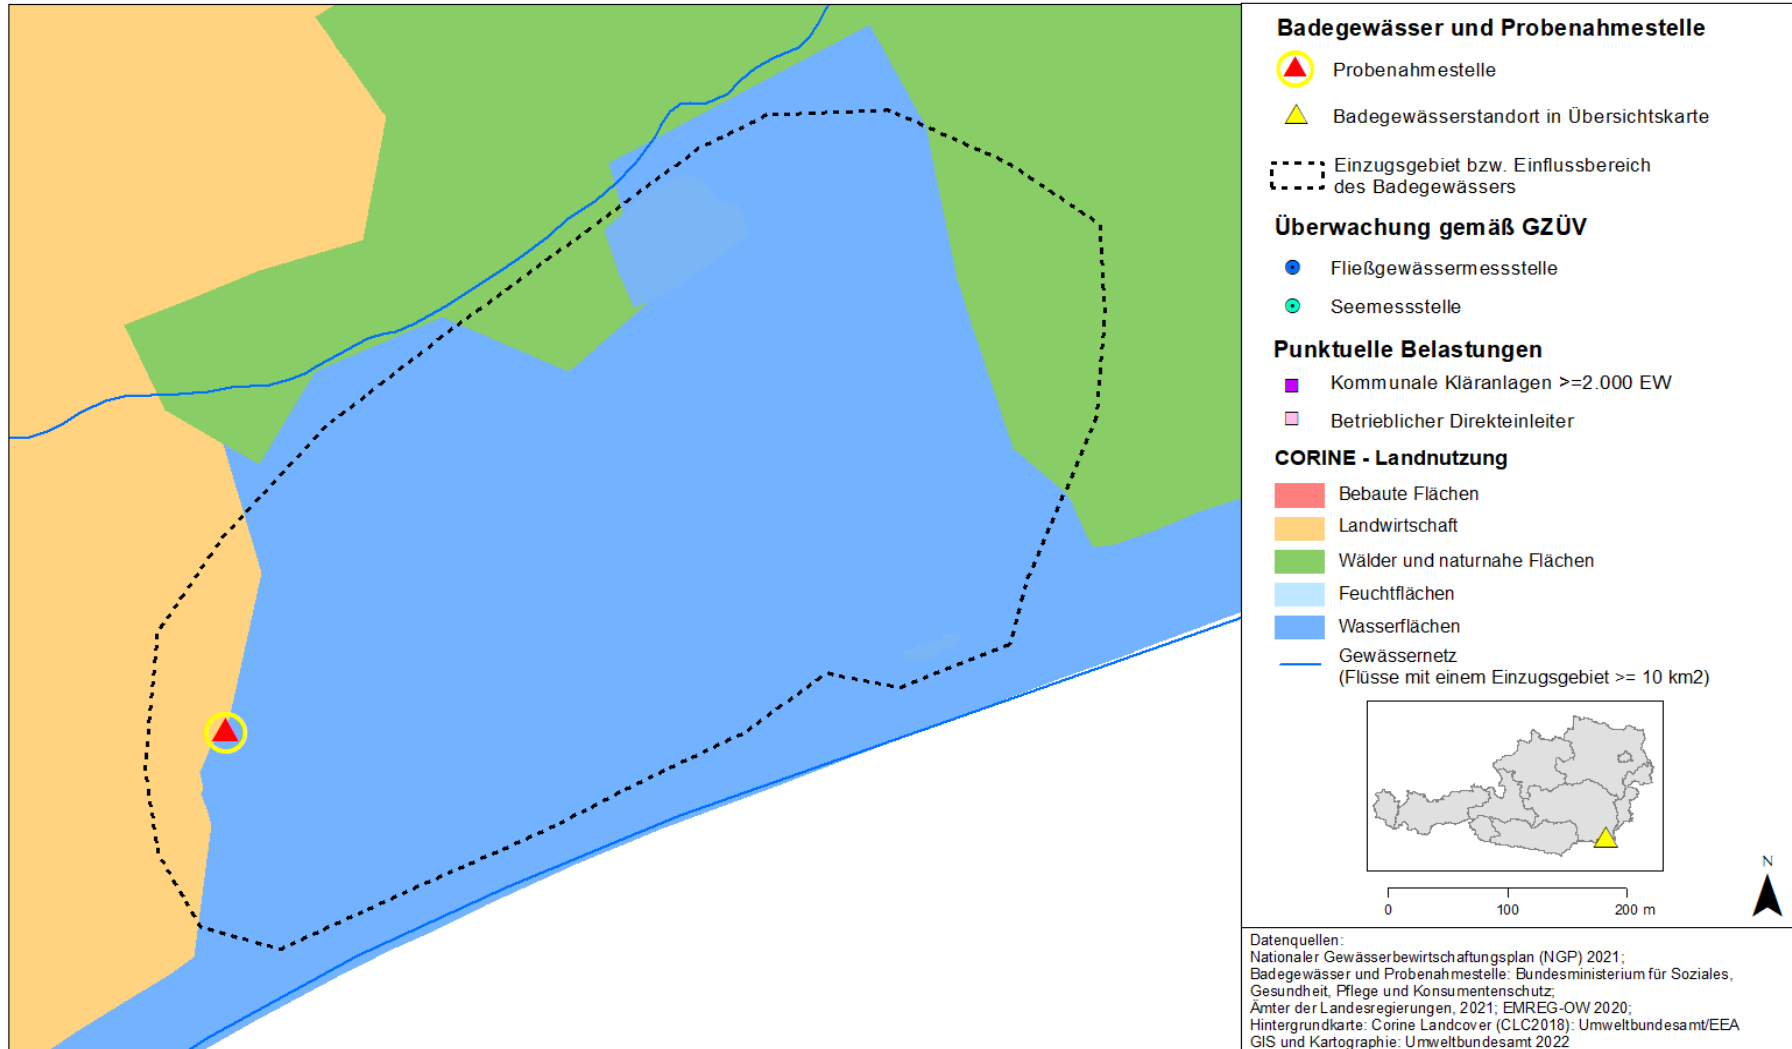 Badegewässer und Probenahmestelle
Probenahmestelle
Badegewässerstandort in Übersichtskarte
Einzugsgebiet bzw. Einflussbereich
des Badegewässers
Überwachung gemäß GZÜV
Fließgewässermessstelle
Seemessstelle
Punktuelle Belastungen
Kommunale Kläranlagen >=2.000 EW
Betrieblicher Direkteinleiter
CORINE - Landnutzung
Bebaute Flächen
Landwirtschaft
Wälder und naturnahe Flächen
Feuchtflächen
Wasserflächen
Gewässernetz
(Flüsse mit einem Einzugsgebiet >= 10 km2)
N
0 100 200 m
Datenquellen:
Nationaler Gewässerbewirtschaftungsplan (NGP) 2021;
Badegewässer und Probenahmestelle: Bundesministerium für Soziales,
Gesundheit, Pflege und Konsumentenschutz;
Ämter der Landesregierungen, 2021; EMREG-OW 2020;
Hintergrundkarte: Corine Landcover (CLC2018): Umweltbundesamt/EEA
GIS und Kartographie: Umweltbundesamt 2022